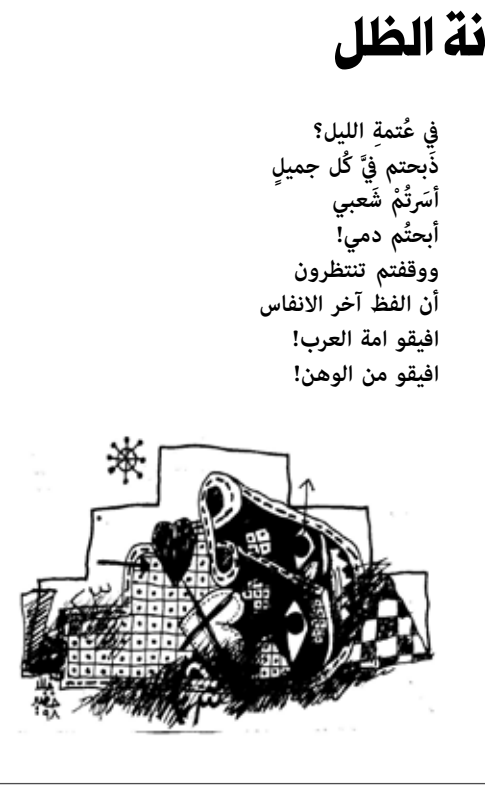 نة الظل
في عُتمةِ الليل؟
ذَبحتم فيَّ كُل جميلٍ
أسَرتُمْ شَعبي
أبحتُم دمي!
ووقفتم تنتظرون
أن الفظ آخر الانفاس
افيقو امة العرب!
افيقو من الوهن!